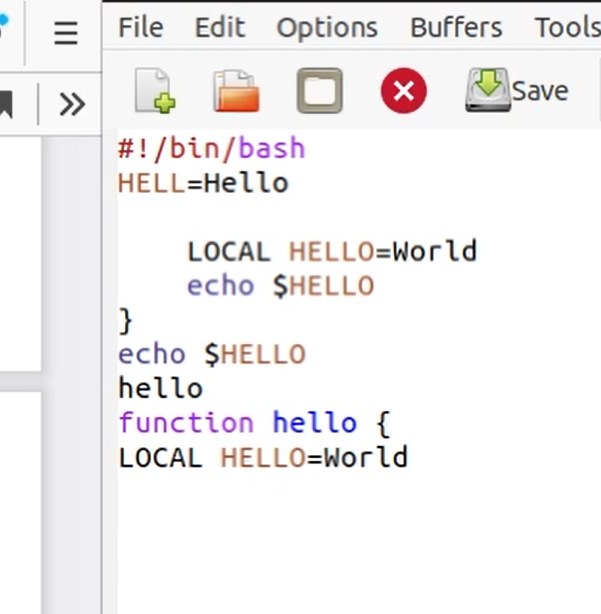 File Edit Options Buffers Tools
Save
#!/bin/bash
HELL=Hello
LOCAL HELLO=World
echo $HELLO
}
echo $HELLO
hello
function hello {
LOCAL HELLO=World